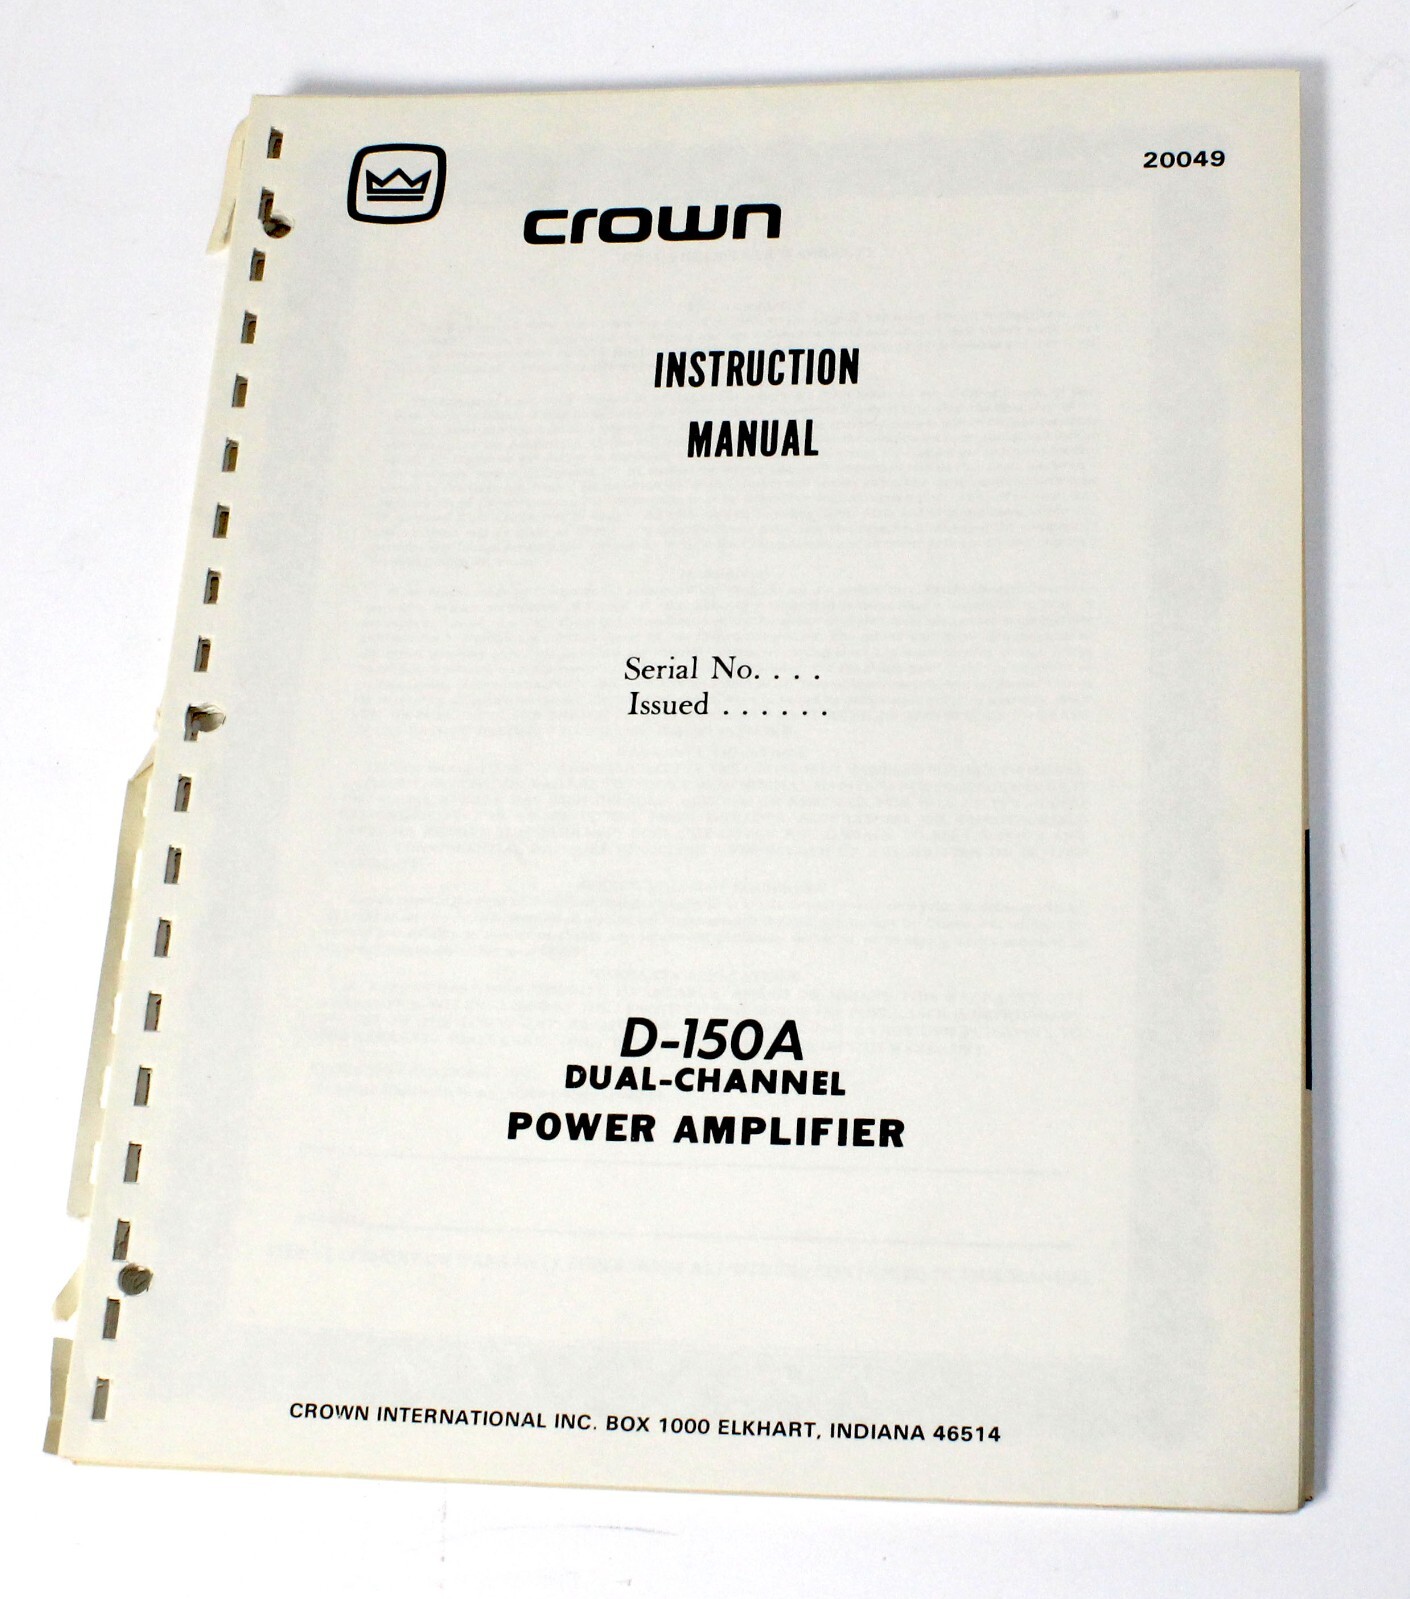 20049
crown
INSTRUCTION
MANUAL
Serial No. . . .
Issued . . . . . .
D-150A
DUAL-CHANNEL
POWER AMPLIFIER
CROWN INTERNATIONAL INC. BOX 1000 ELKHART, INDIANA 46514